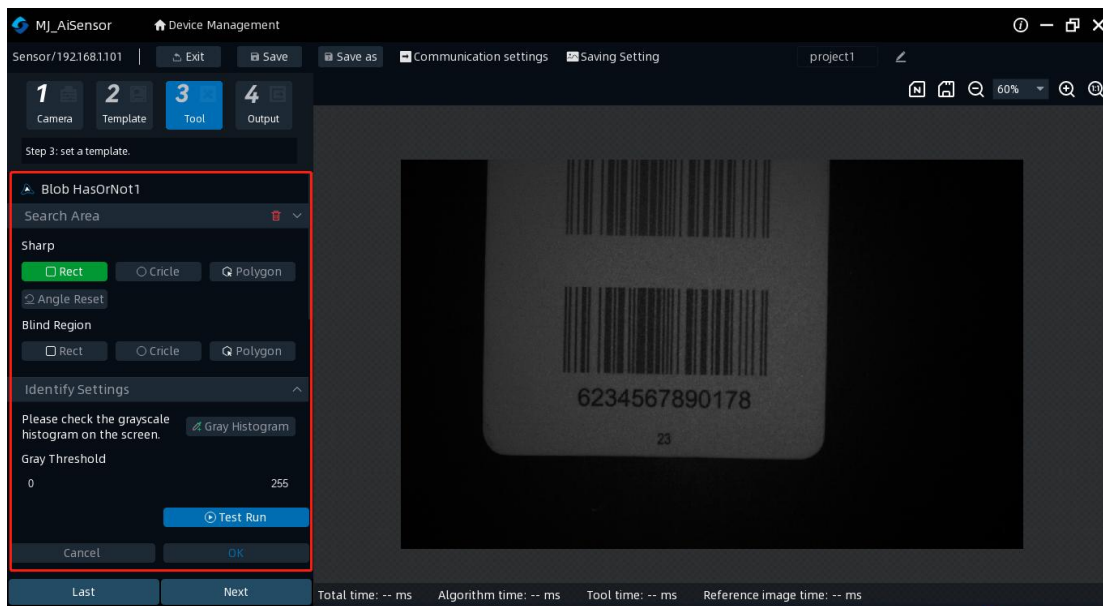 MJ_AiSensor Device Management
Sensor/192.168.1.101 Exit Save Save as Communication settings Saving Setting project1
1 2 3 4
Camera Template Tool Output
N 60% 1:1
Step 3: set a template.
Blob HasOrNot1
Search Area
Sharp
Rect Cricle Polygon
Angle Reset
Blind Region
Rect Cricle Polygon
Identify Settings
Please check the grayscale
histogram on the screen.
Gray Histogram
Gray Threshold
0 255
Test Run
Cancel OK
Last Next
6234567890178
23
Total time: -- ms Algorithm time: -- ms Tool time: -- ms Reference image time: -- ms